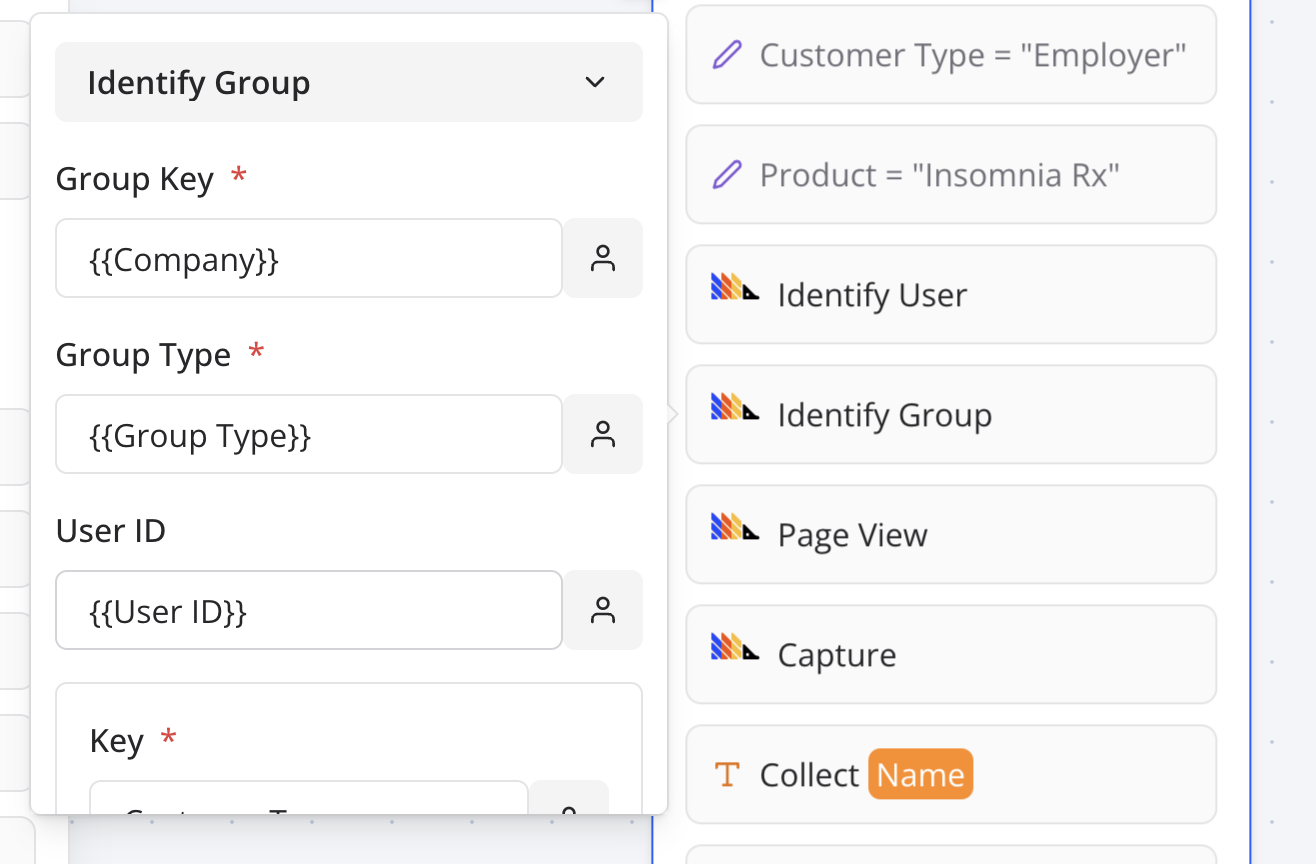 Identify Group
Group Key *
{{Company}}
Group Type *
{{Group Type}}
User ID
{{User ID}}
Key *
Customer Type = "Employer"
Product = "Insomnia Rx"
Identify User
Identify Group
Page View
Capture
Collect Name